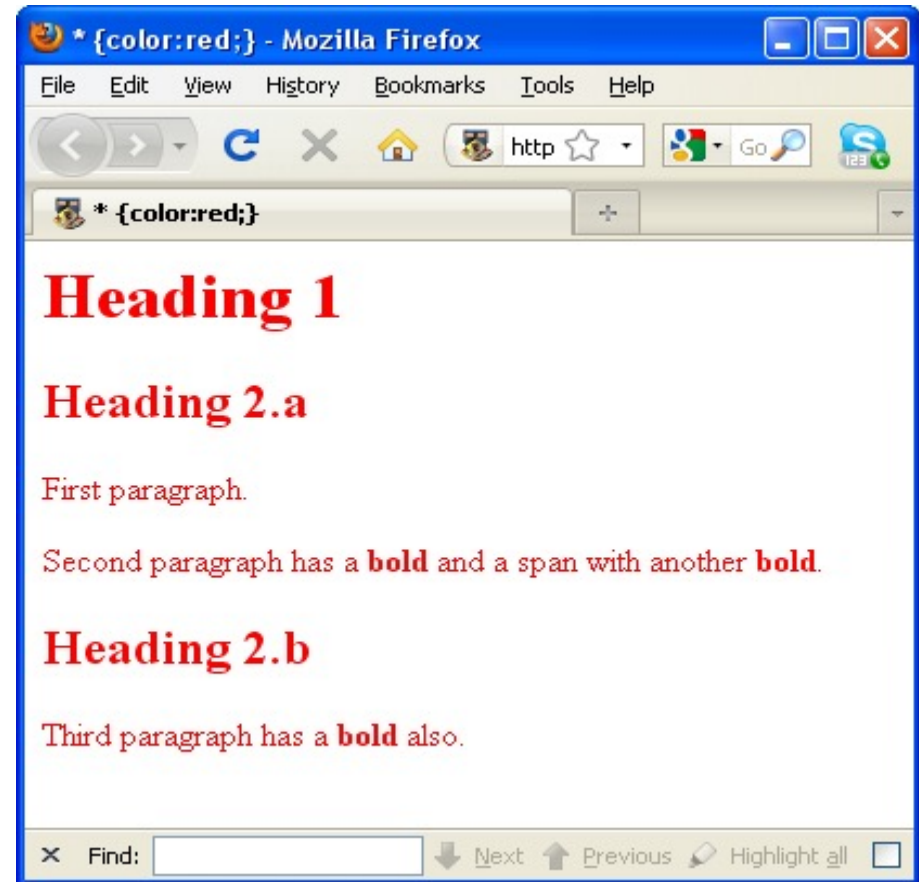 * {color:red;} - Mozilla Firefox
File Edit View History Bookmarks Tools Help
http Go 123
* {color:red;}
Heading 1
Heading 2.a
First paragraph.
Second paragraph has a bold and a span with another bold.
Heading 2.b
Third paragraph has a bold also.
Find: Next Previous Highlight all